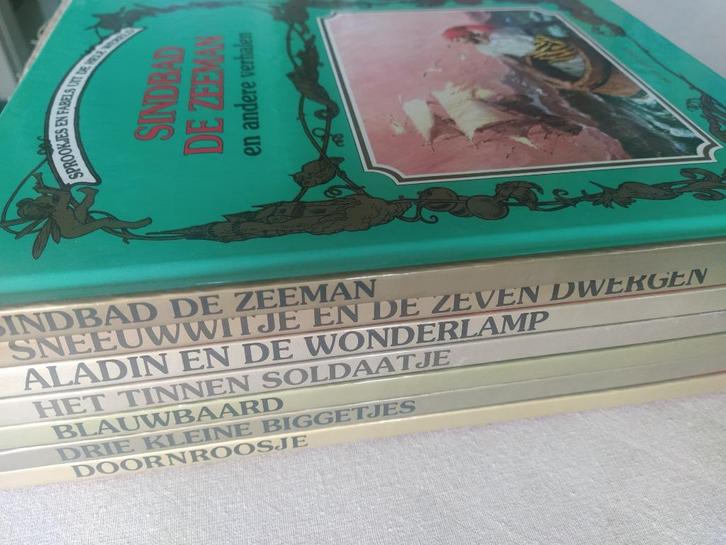 SPROOKJES EN FABELS UIT DE HELE WERELD
SINDBAD
DE ZEEMAN
en andere verhalen
SINDBAD DE ZEEMAN
SNEEUWWITJE EN DE ZEVEN DWERGEN
ALADIN EN DE WONDERLAMP
HET TINNEN SOLDAATJE
BLAUWBAARD
DRIE KLEINE BIGGETJES
DOORNROOSJE